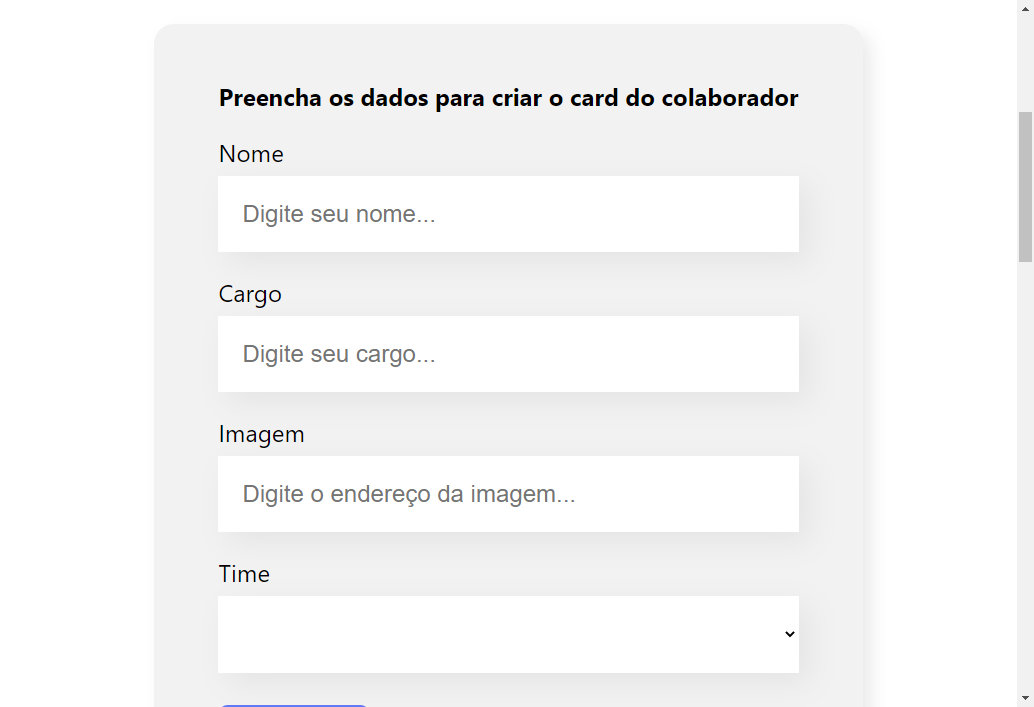 Preencha os dados para criar o card do colaborador
Nome
Digite seu nome...
Cargo
Digite seu cargo...
Imagem
Digite o endereço da imagem...
Time